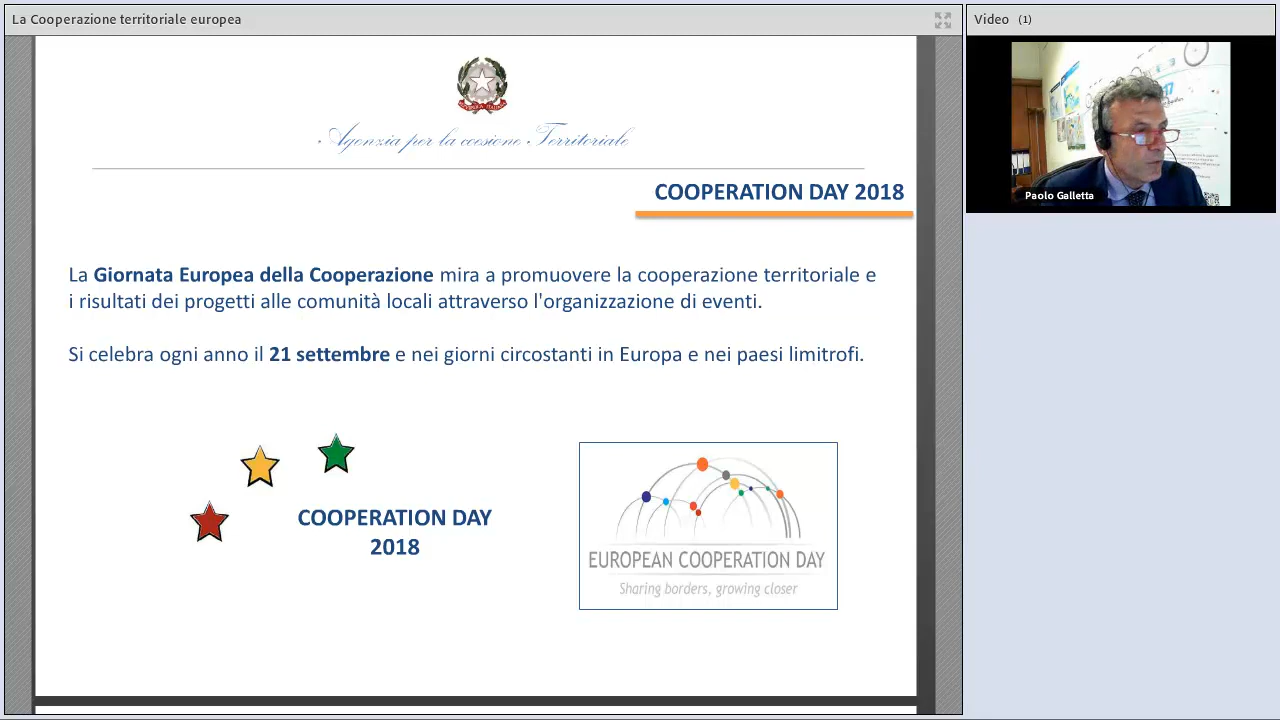 La Cooperazione territoriale europea
Video (1)
Paolo Galletta
Agenzia per la coesione Territoriale
COOPERATION DAY 2018
La Giornata Europea della Cooperazione mira a promuovere la cooperazione territoriale e
i risultati dei progetti alle comunità locali attraverso l'organizzazione di eventi.
Si celebra ogni anno il 21 settembre e nei giorni circostanti in Europa e nei paesi limitrofi.
COOPERATION DAY
2018
EUROPEAN COOPERATION DAY
Sharing borders, growing closer